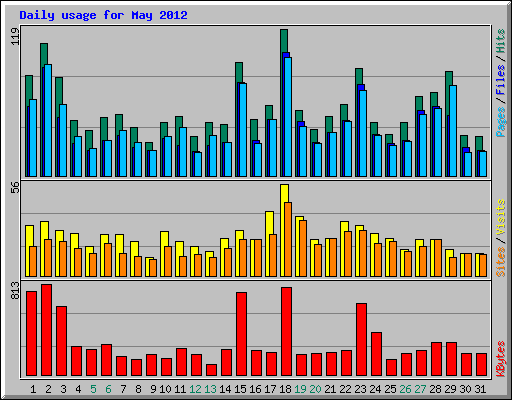 Daily usage for May 2012
119
Pages / Files / Hits
56
Sites / Visits
813
KBytes
1 2 3 4 5 6 7 8 9 10 11 12 13 14 15 16 17 18 19 20 21 22 23 24 25 26 27 28 29 30 31